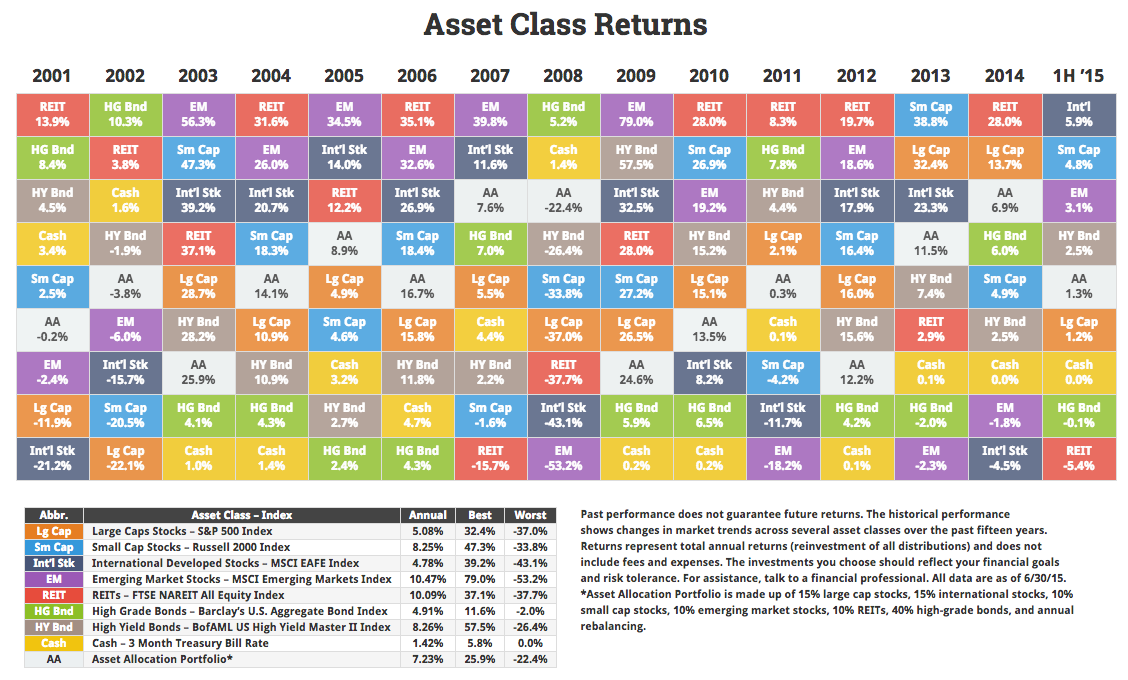 Asset Class Returns
2001 2002 2003 2004 2005 2006 2007 2008 2009 2010 2011 2012 2013 2014 1H '15
REIT HG Bnd EM REIT EM REIT EM HG Bnd EM REIT REIT REIT Sm Cap REIT Int'l
13.9% 10.3% 56.3% 31.6% 34.5% 35.1% 39.8% 5.2% 79.0% 28.0% 8.3% 19.7% 38.8% 28.0% 5.9%
HG Bnd REIT Sm Cap EM Int'l Stk EM Int'l Stk Cash HY Bnd Sm Cap HG Bnd EM Lg Cap Lg Cap Sm Cap
8.4% 3.8% 47.3% 26.0% 14.0% 32.6% 11.6% 1.4% 57.5% 26.9% 7.8% 18.6% 32.4% 13.7% 4.8%
HY Bnd Cash Int'l Stk Int'l Stk REIT Int'l Stk AA AA Int'l Stk EM HY Bnd Int'l Stk Int'l Stk AA EM
4.5% 1.6% 39.2% 20.7% 12.2% 26.9% 7.6% -22.4% 32.5% 19.2% 4.4% 17.9% 23.3% 6.9% 3.1%
Cash HY Bnd REIT Sm Cap AA Sm Cap HG Bnd HY Bnd REIT HY Bnd Lg Cap Sm Cap AA HG Bnd HY Bnd
3.4% -1.9% 37.1% 18.3% 8.9% 18.4% 7.0% -26.4% 28.0% 15.2% 2.1% 16.4% 11.5% 6.0% 2.5%
Sm Cap AA Lg Cap AA Lg Cap AA Lg Cap Sm Cap Sm Cap Lg Cap AA Lg Cap HY Bnd Sm Cap AA
2.5% -3.8% 28.7% 14.1% 4.9% 16.7% 5.5% -33.8% 27.2% 15.1% 0.3% 16.0% 7.4% 4.9% 1.3%
AA EM HY Bnd Lg Cap Sm Cap Lg Cap Cash Lg Cap Lg Cap AA Cash HY Bnd REIT HY Bnd Lg Cap
-0.2% -6.0% 28.2% 10.9% 4.6% 15.8% 4.4% -37.0% 26.5% 13.5% 0.1% 15.6% 2.9% 2.5% 1.2%
EM Int'l Stk AA HY Bnd Cash HY Bnd HY Bnd REIT AA Int'l Stk Sm Cap AA Cash Cash Cash
-2.4% -15.7% 25.9% 10.9% 3.2% 11.8% 2.2% -37.7% 24.6% 8.2% -4.2% 12.2% 0.1% 0.0% 0.0%
Lg Cap Sm Cap HG Bnd HG Bnd HY Bnd Cash Sm Cap Int'l Stk HG Bnd HG Bnd Int'l Stk HG Bnd HG Bnd EM HG Bnd
-11.9% -20.5% 4.1% 4.3% 2.7% 4.7% -1.6% -43.1% 5.9% 6.5% -11.7% 4.2% -2.0% -1.8% -0.1%
Int'l Stk Lg Cap Cash Cash HG Bnd HG Bnd REIT EM Cash Cash EM Cash EM Int'l Stk REIT
-21.2% -22.1% 1.0% 1.4% 2.4% 4.3% -15.7% -53.2% 0.2% 0.2% -18.2% 0.1% -2.3% -4.5% -5.4%
Abbr. Asset Class – Index Annual Best Worst
Lg Cap Large Caps Stocks – S&P 500 Index 5.08% 32.4% -37.0%
Sm Cap Small Cap Stocks – Russell 2000 Index 8.25% 47.3% -33.8%
Int'l Stk International Developed Stocks – MSCI EAFE Index 4.78% 39.2% -43.1%
EM Emerging Market Stocks – MSCI Emerging Markets Index 10.47% 79.0% -53.2%
REIT REITs – FTSE NAREIT All Equity Index 10.09% 37.1% -37.7%
HG Bnd High Grade Bonds – Barclay's U.S. Aggregate Bond Index 4.91% 11.6% -2.0%
HY Bnd High Yield Bonds – BofAML US High Yield Master II Index 8.26% 57.5% -26.4%
Cash Cash – 3 Month Treasury Bill Rate 1.42% 5.8% 0.0%
AA Asset Allocation Portfolio* 7.23% 25.9% -22.4%
Past performance does not guarantee future returns. The historical performance
shows changes in market trends across several asset classes over the past fifteen years.
Returns represent total annual returns (reinvestment of all distributions) and does not
include fees and expenses. The investments you choose should reflect your financial goals
and risk tolerance. For assistance, talk to a financial professional. All data are as of 6/30/15.
*Asset Allocation Portfolio is made up of 15% large cap stocks, 15% international stocks, 10%
small cap stocks, 10% emerging market stocks, 10% REITs, 40% high-grade bonds, and annual
rebalancing.